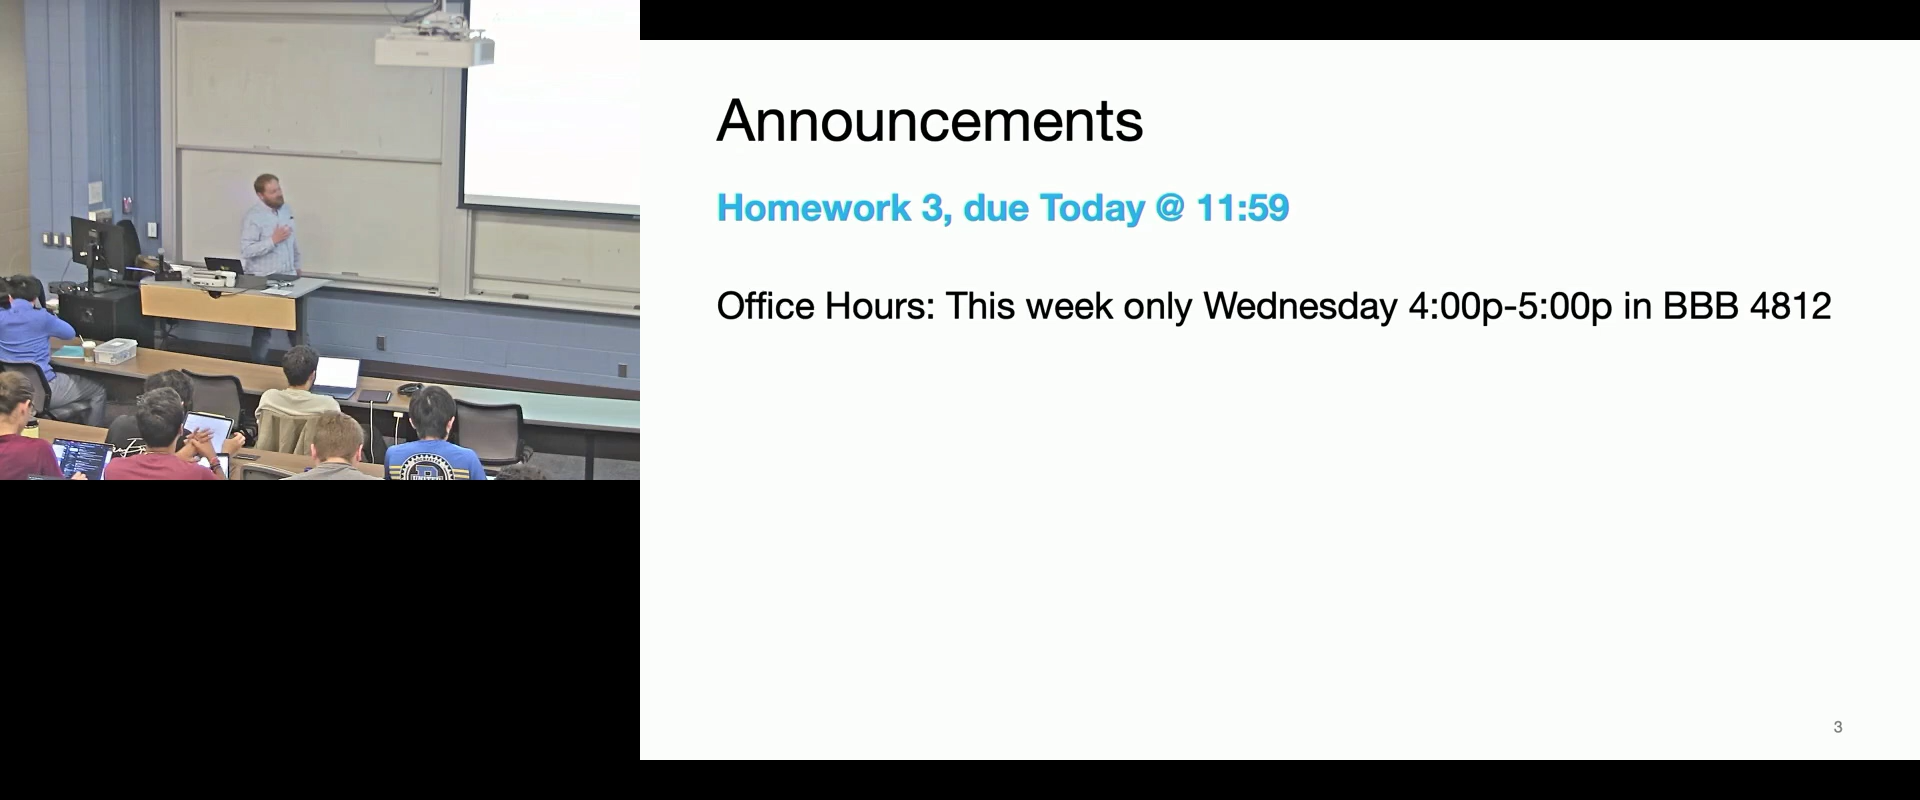 Announcements
Homework 3, due Today @ 11:59
Office Hours: This week only Wednesday 4:00p-5:00p in BBB 4812
3